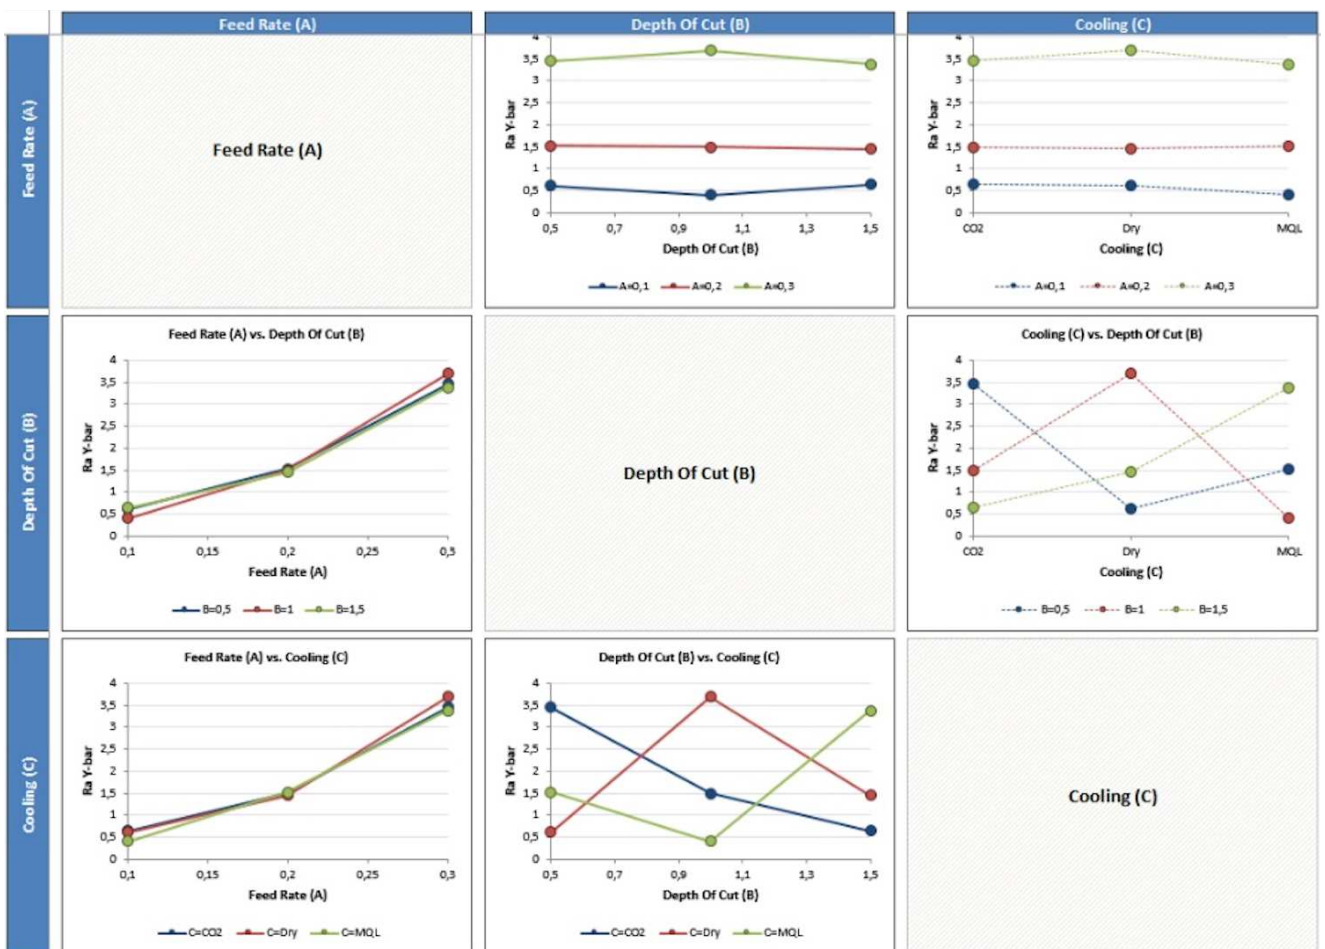 Feed Rate (A)
Depth Of Cut (B)
Cooling (C)
Feed Rate (A)
Feed Rate (A)
4
3,5
3
2,5
2
1,5
1
0,5
0
Ra Y-bar
0,5 0,7 0,9 1,1 1,3 1,5
Depth Of Cut (B)
A=0,1 A=0,2 A=0,3
4
3,5
3
2,5
2
1,5
1
0,5
0
Ra Y-bar
CO2 Dry MQL
Cooling (C)
A=0,1 A=0,2 A=0,3
Depth Of Cut (B)
Feed Rate (A) vs. Depth Of Cut (B)
4
3,5
3
2,5
2
1,5
1
0,5
0
Ra Y-bar
0,1 0,15 0,2 0,25 0,3
Feed Rate (A)
B=0,5 B=1 B=1,5
Depth Of Cut (B)
Cooling (C) vs. Depth Of Cut (B)
4
3,5
3
2,5
2
1,5
1
0,5
0
Ra Y-bar
CO2 Dry MQL
Cooling (C)
B=0,5 B=1 B=1,5
Cooling (C)
Feed Rate (A) vs. Cooling (C)
4
3,5
3
2,5
2
1,5
1
0,5
0
Ra Y-bar
0,1 0,15 0,2 0,25 0,3
Feed Rate (A)
C=CO2 C=Dry C=MQL
Depth Of Cut (B) vs. Cooling (C)
4
3,5
3
2,5
2
1,5
1
0,5
0
Ra Y-bar
0,5 0,7 0,9 1,1 1,3 1,5
Depth Of Cut (B)
C=CO2 C=Dry C=MQL
Cooling (C)